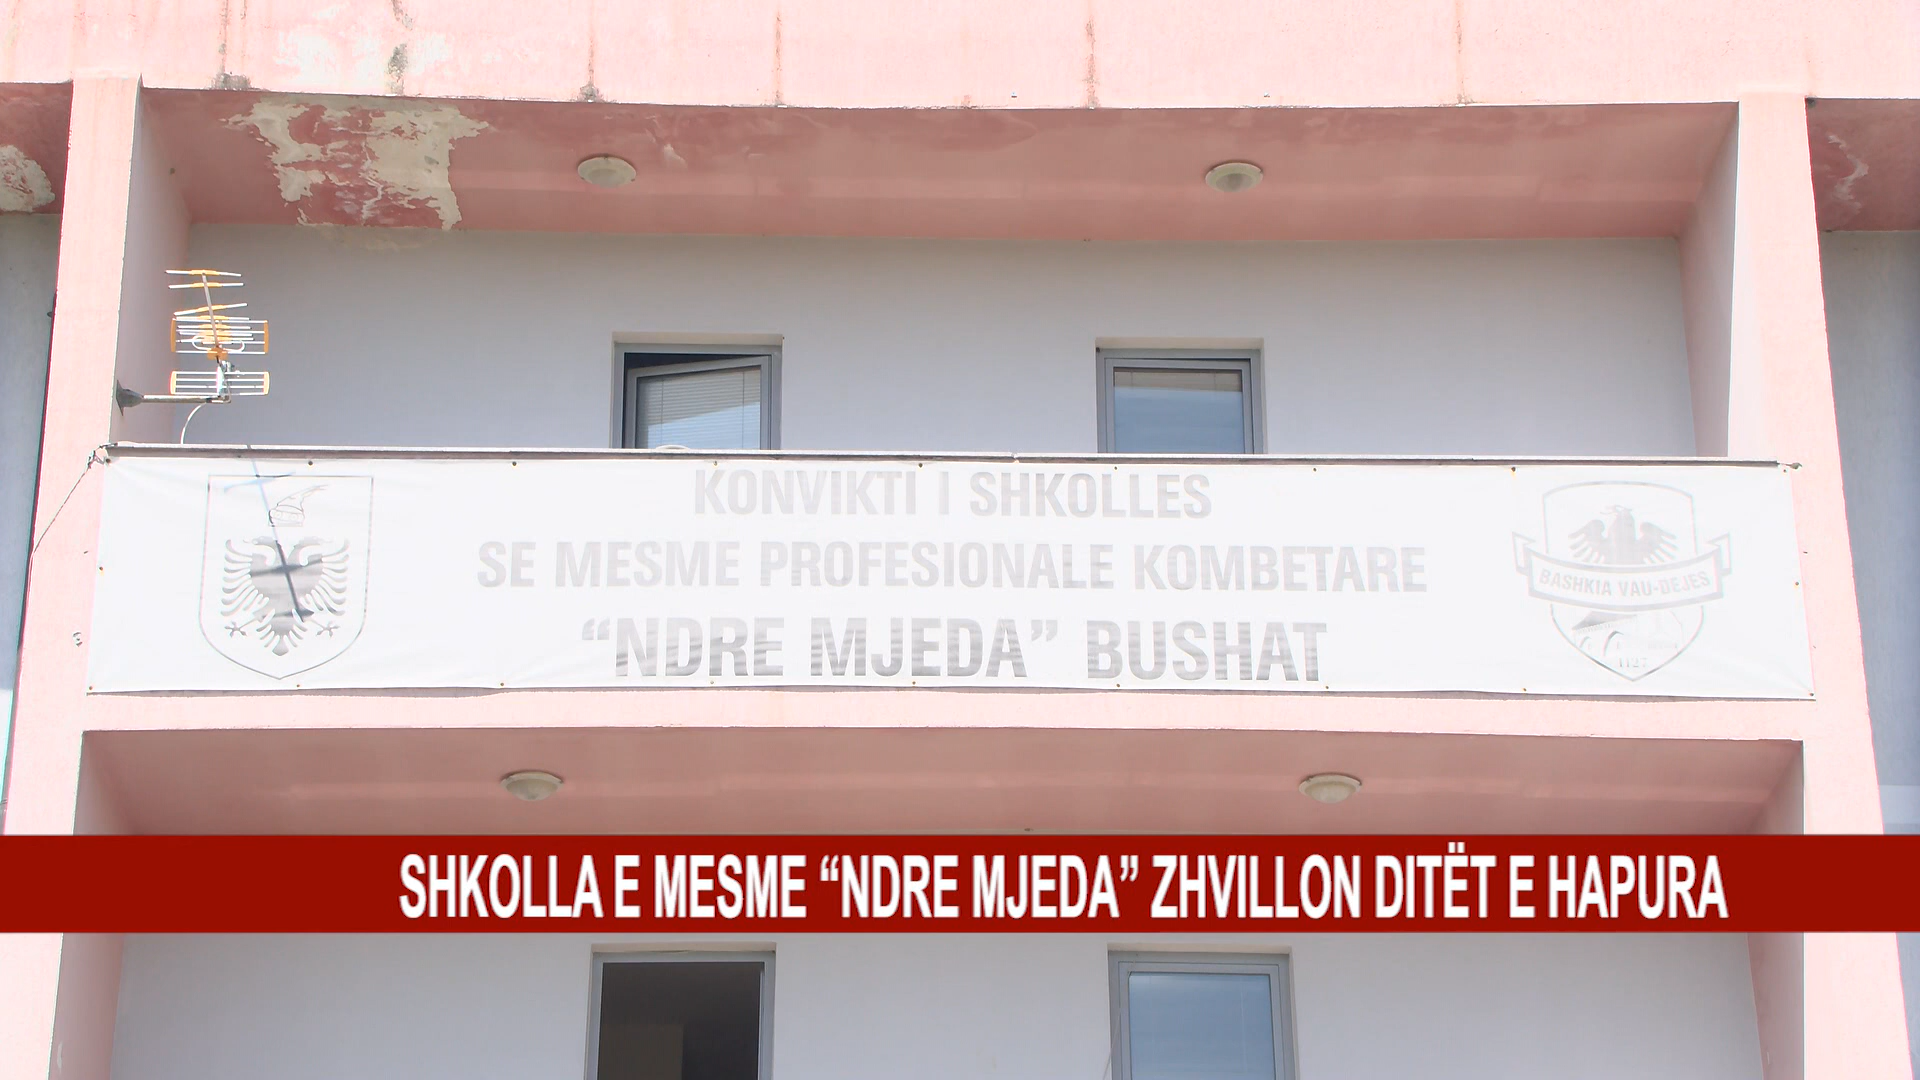 KONVIKTI I SHKOLLES
SE MESME PROFESIONALE KOMBETARE
“NDRE MJEDA” BUSHAT
BASHKIA VAU-DEJES
1127
SHKOLLA E MESME “NDRE MJEDA” ZHVILLON DITËT E HAPURA